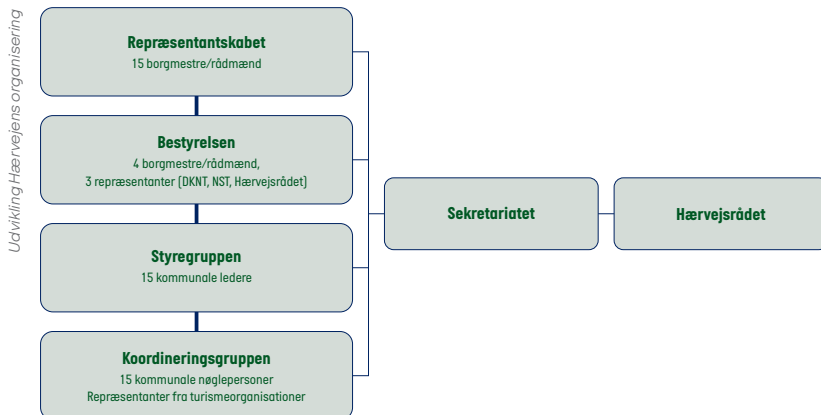 Udvikling Hærvejens organisering
Repræsentantskabet
15 borgmestre/rådmænd
Bestyrelsen
4 borgmestre/rådmænd,
3 repræsentanter (DKNT, NST, Hærvejsrådet)
Styregruppen
15 kommunale ledere
Koordineringsgruppen
15 kommunale nøglepersoner
Repræsentanter fra turismeorganisationer
Sekretariatet
Hærvejsrådet